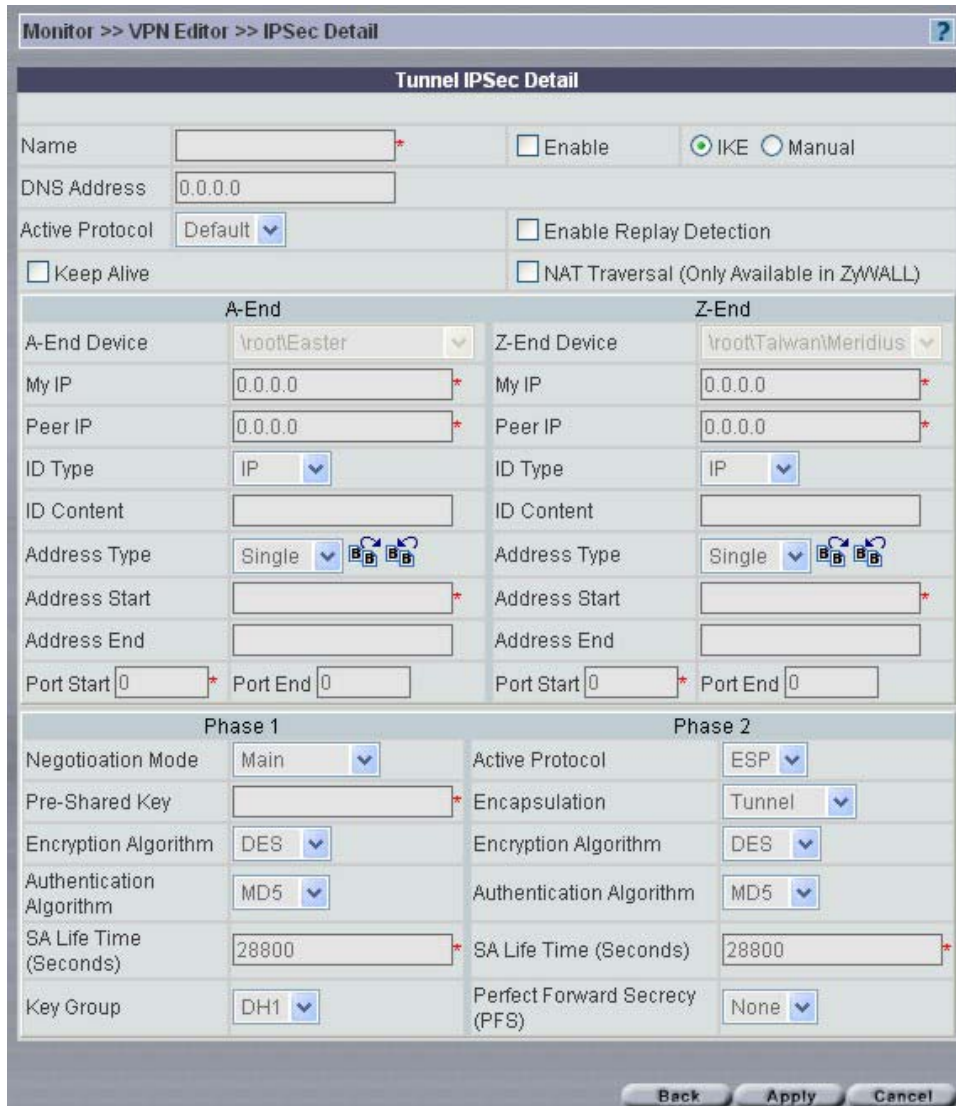 Monitor >> VPN Editor >> IPSec Detail ?
Tunnel IPSec Detail
Name * Enable IKE Manual
DNS Address 0.0.0.0
Active Protocol Default Enable Replay Detection
Keep Alive NAT Traversal (Only Available in ZyWALL)
A-End Z-End
A-End Device \root\Easter Z-End Device \root\Taiwan\Meridius
My IP 0.0.0.0 * My IP 0.0.0.0 *
Peer IP 0.0.0.0 * Peer IP 0.0.0.0 *
ID Type IP ID Type IP
ID Content ID Content
Address Type Single B B B B Address Type Single B B B B
Address Start * Address Start *
Address End Address End
Port Start 0 * Port End 0 Port Start 0 * Port End 0
Phase 1 Phase 2
Negotioation Mode Main Active Protocol ESP
Pre-Shared Key * Encapsulation Tunnel
Encryption Algorithm DES Encryption Algorithm DES
Authentication Algorithm MD5 Authentication Algorithm MD5
SA Life Time (Seconds) 28800 * SA Life Time (Seconds) 28800 *
Key Group DH1 Perfect Forward Secrecy (PFS) None
Back Apply Cancel